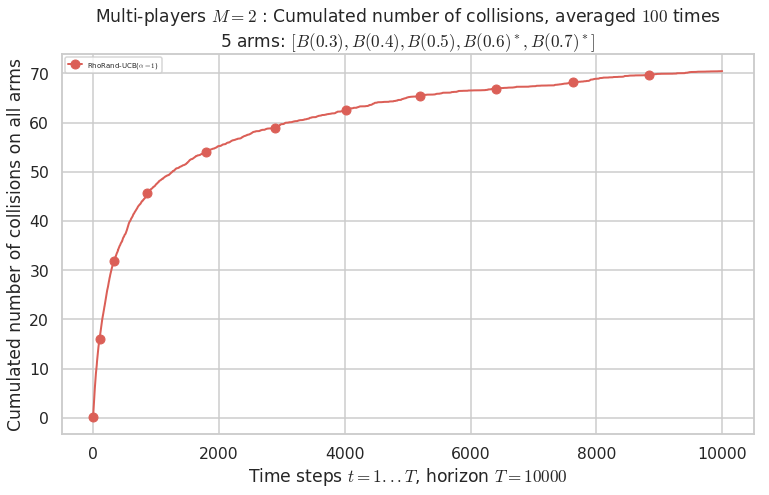 Multi-players M = 2 : Cumulated number of collisions, averaged 100 times
5 arms: [B(0.3), B(0.4), B(0.5), B(0.6)*, B(0.7)*]
RhoRand-UCB(α = 1)
Cumulated number of collisions on all arms
70
60
50
40
30
20
10
0
0 2000 4000 6000 8000 10000
Time steps t = 1...T, horizon T = 10000